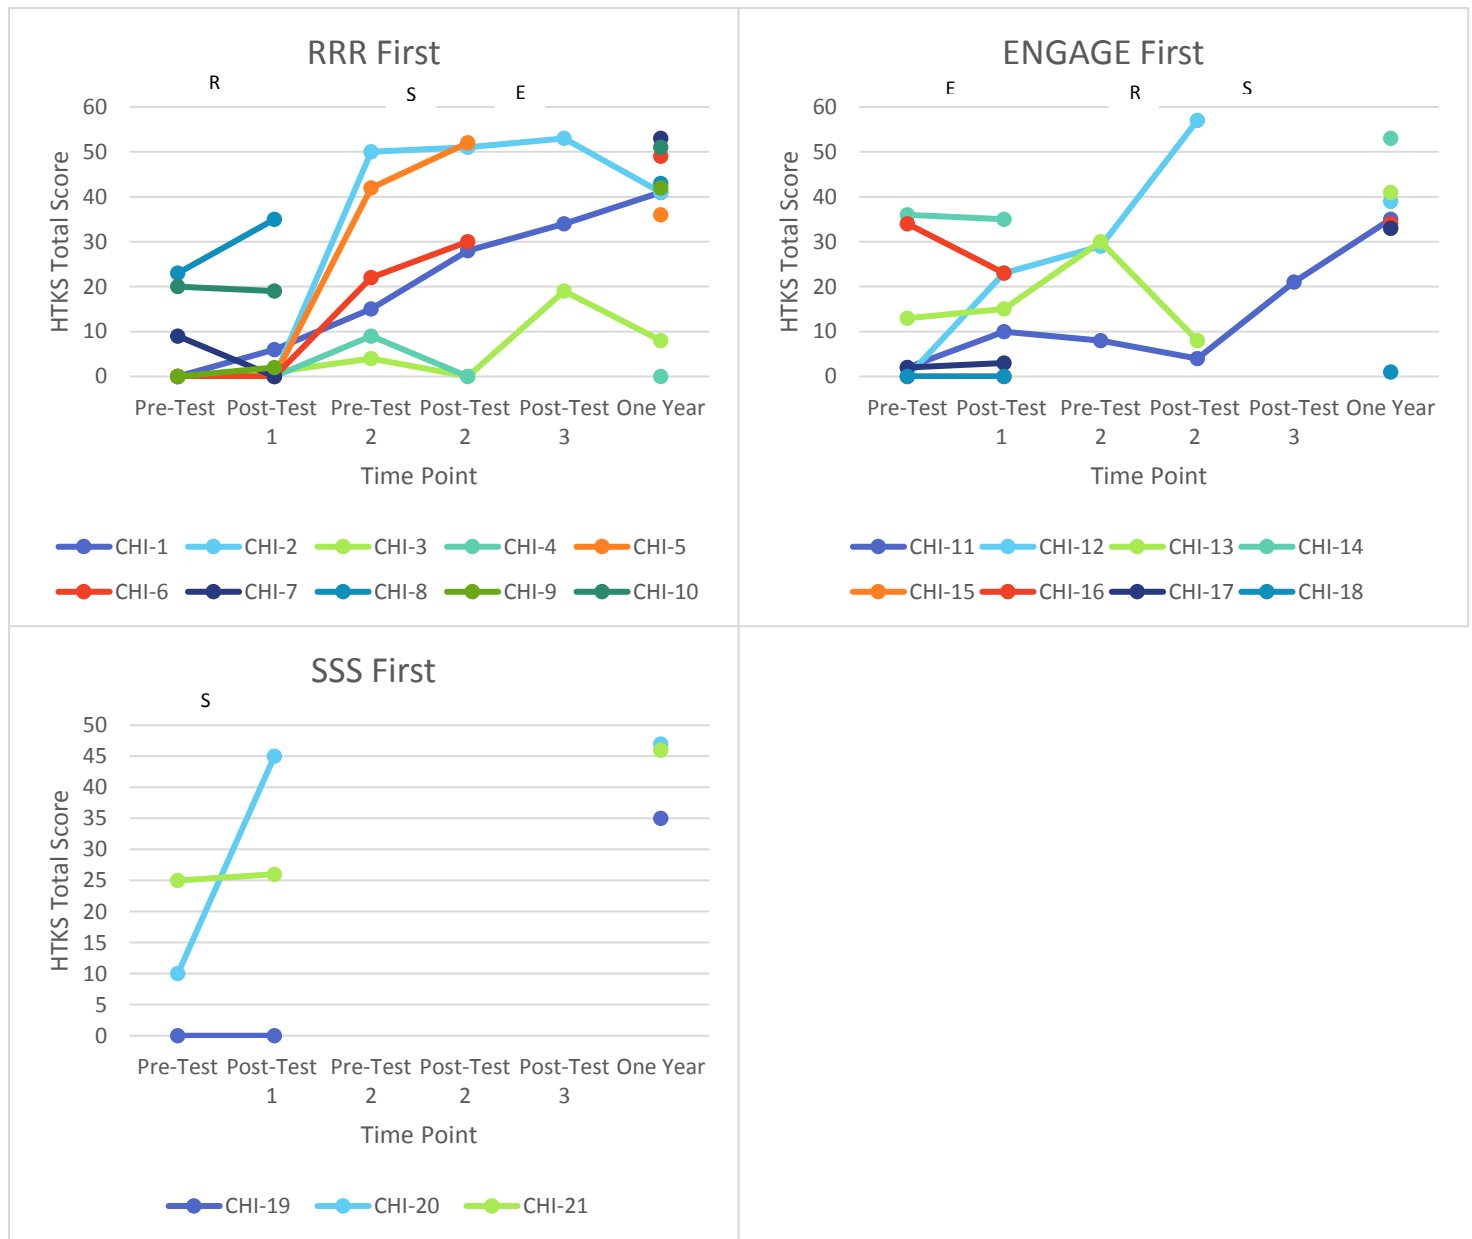 RRR First
R
S E
HTKS Total Score
60
50
40
30
20
10
0
Pre-Test Post-Test 1 Pre-Test 2 Post-Test 2 Post-Test 3 One Year
Time Point
CHI-1 CHI-2 CHI-3 CHI-4 CHI-5
CHI-6 CHI-7 CHI-8 CHI-9 CHI-10
ENGAGE First
E R S
HTKS Total Score
60
50
40
30
20
10
0
Pre-Test Post-Test 1 Pre-Test 2 Post-Test 2 Post-Test 3 One Year
Time Point
CHI-11 CHI-12 CHI-13 CHI-14
CHI-15 CHI-16 CHI-17 CHI-18
SSS First
S
HTKS Total Score
50
45
40
35
30
25
20
15
10
5
0
Pre-Test Post-Test 1 Pre-Test 2 Post-Test 2 Post-Test 3 One Year
Time Point
CHI-19 CHI-20 CHI-21